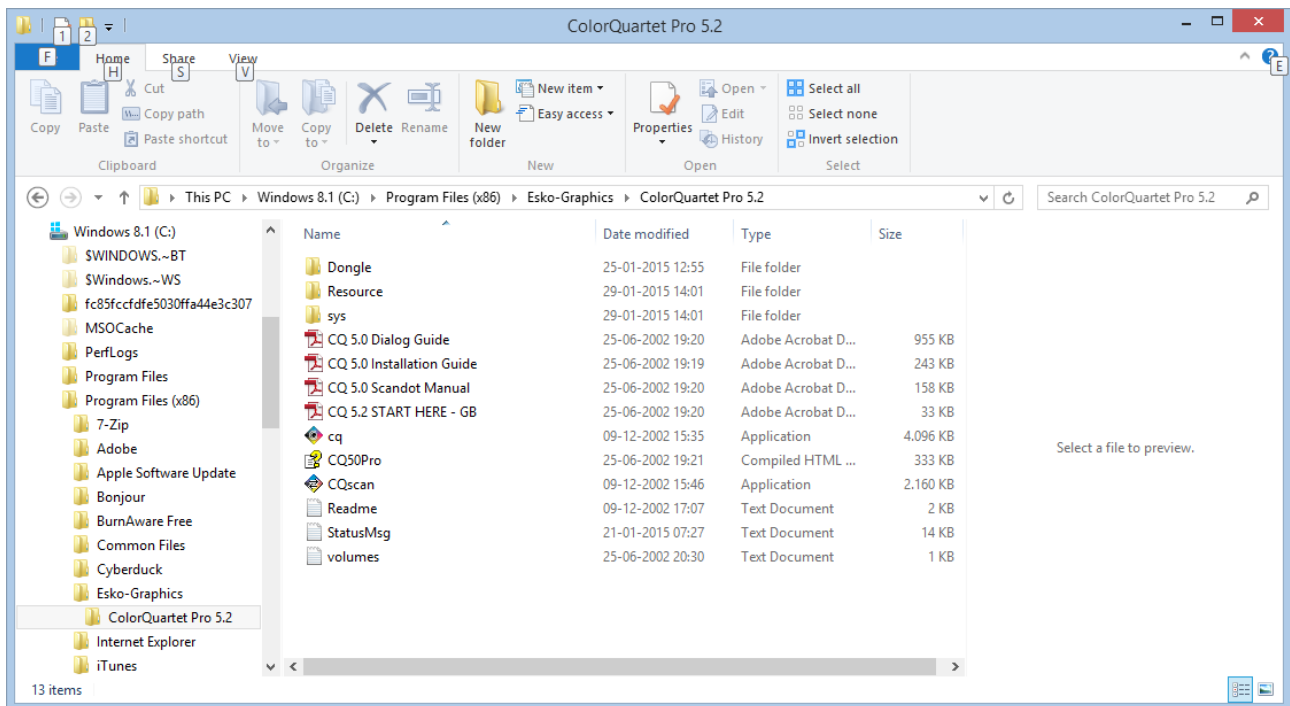 ColorQuartet Pro 5.2
1 2
F Home Share View
H S V E
Copy Paste Cut
Copy path
Paste shortcut
Move to Copy to Delete Rename
New folder
New item
Easy access
Properties
Open
Edit
History
Select all
Select none
Invert selection
Clipboard Organize New Open Select
This PC Windows 8.1 (C:) Program Files (x86) Esko-Graphics ColorQuartet Pro 5.2 Search ColorQuartet Pro 5.2
Windows 8.1 (C:)
$WINDOWS.~BT
$Windows.~WS
fc85fccfdfe5030ffa44e3c307
MSOCache
PerfLogs
Program Files
Program Files (x86)
7-Zip
Adobe
Apple Software Update
Bonjour
BurnAware Free
Common Files
Cyberduck
Esko-Graphics
ColorQuartet Pro 5.2
Internet Explorer
iTunes
Name Date modified Type Size
Dongle 25-01-2015 12:55 File folder
Resource 29-01-2015 14:01 File folder
sys 29-01-2015 14:01 File folder
CQ 5.0 Dialog Guide 25-06-2002 19:20 Adobe Acrobat D... 955 KB
CQ 5.0 Installation Guide 25-06-2002 19:19 Adobe Acrobat D... 243 KB
CQ 5.0 Scandot Manual 25-06-2002 19:20 Adobe Acrobat D... 158 KB
CQ 5.2 START HERE - GB 25-06-2002 19:20 Adobe Acrobat D... 33 KB
cq 09-12-2002 15:35 Application 4.096 KB
CQ50Pro 25-06-2002 19:21 Compiled HTML ... 333 KB
CQscan 09-12-2002 15:46 Application 2.160 KB
Readme 09-12-2002 17:07 Text Document 2 KB
StatusMsg 21-01-2015 07:27 Text Document 14 KB
volumes 25-06-2002 20:30 Text Document 1 KB
Select a file to preview.
13 items